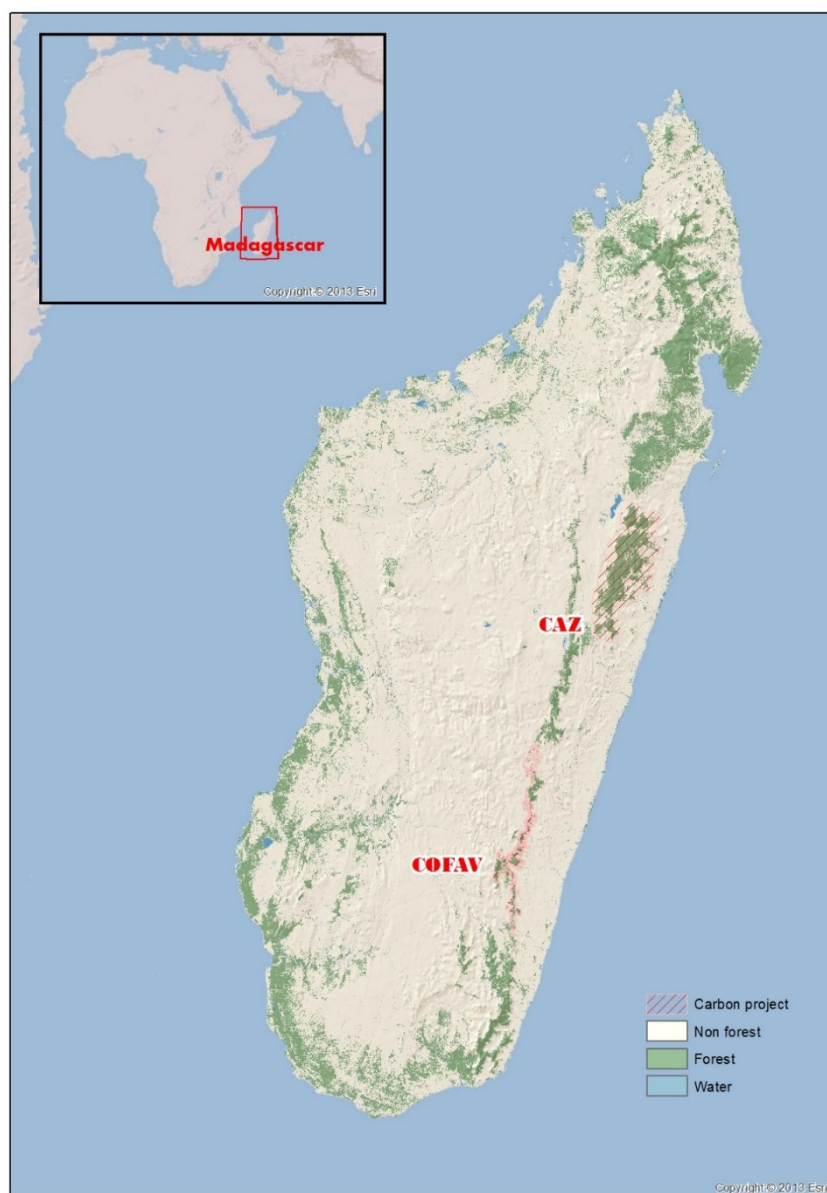 Madagascar
Copyright:© 2013 Esri
CAZ
COFAV
Carbon project
Non forest
Forest
Water
Copyright:© 2013 Esri